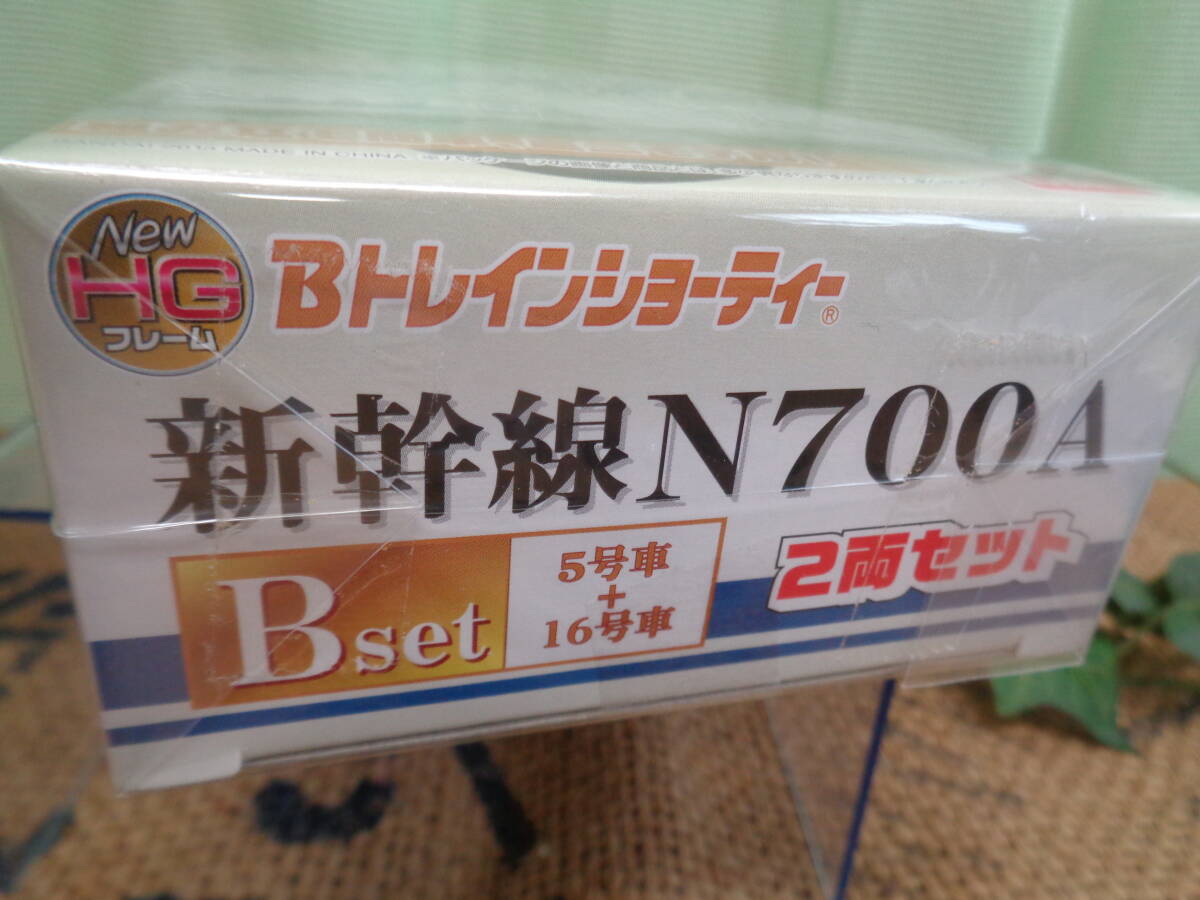 MADE IN CHINA
New
HG
フレーム
Bトレインショーティー®
新幹線N700A
Bset
5号車
+
16号車
2両セット